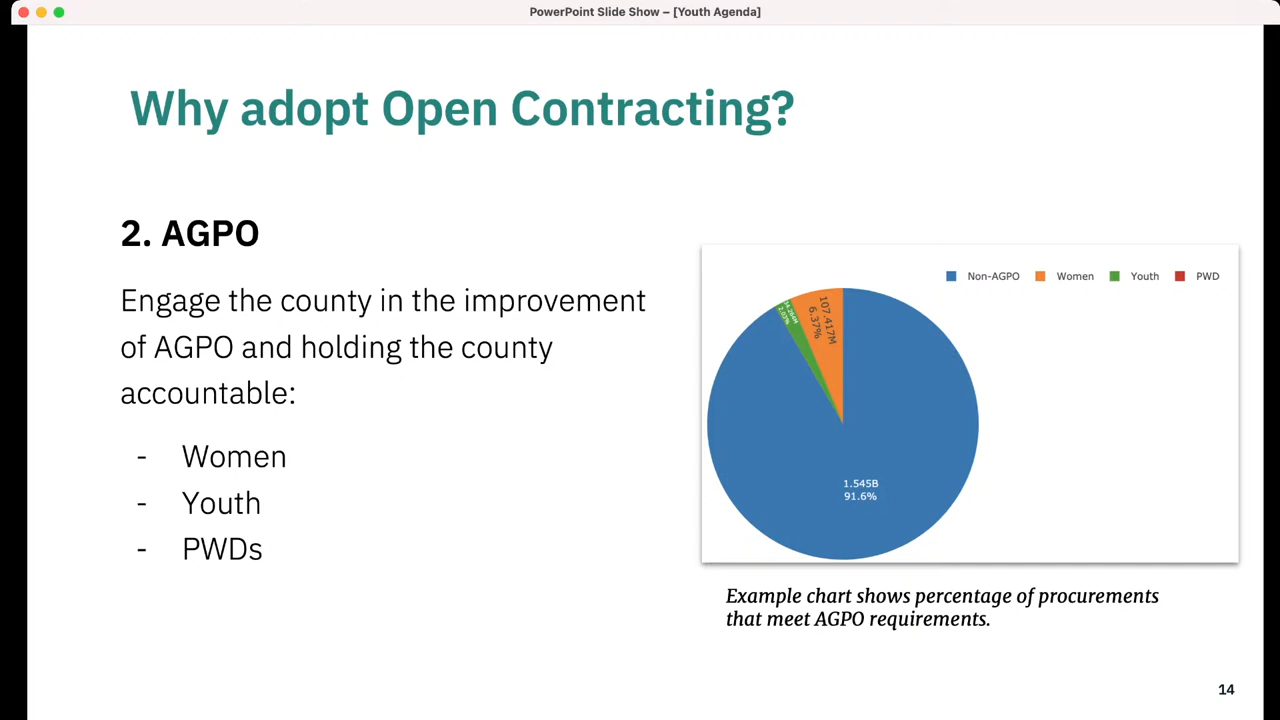 PowerPoint Slide Show – [Youth Agenda]
Why adopt Open Contracting?
2. AGPO
Engage the county in the improvement
of AGPO and holding the county
accountable:
- Women
- Youth
- PWDs
Non-AGPO Women Youth PWD
107.417M
6.37%
1.545B
91.6%
Example chart shows percentage of procurements
that meet AGPO requirements.
14